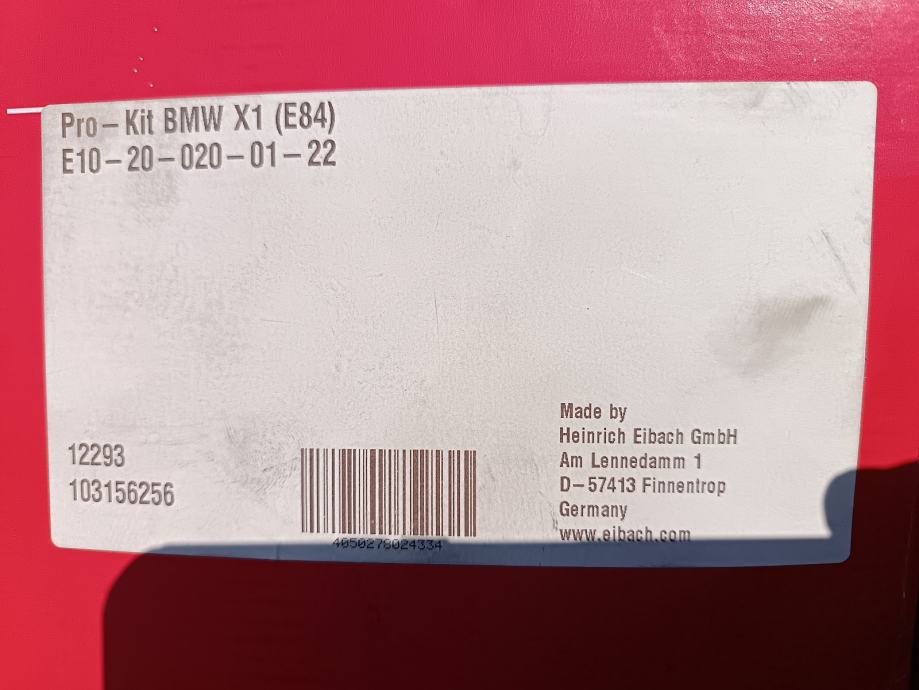 Pro-Kit BMW X1 (E84)
E10-20-020-01-22
12293
103156256
4050278024334
Made by
Heinrich Eibach GmbH
Am Lennedamm 1
D-57413 Finnentrop
Germany
www.eibach.com